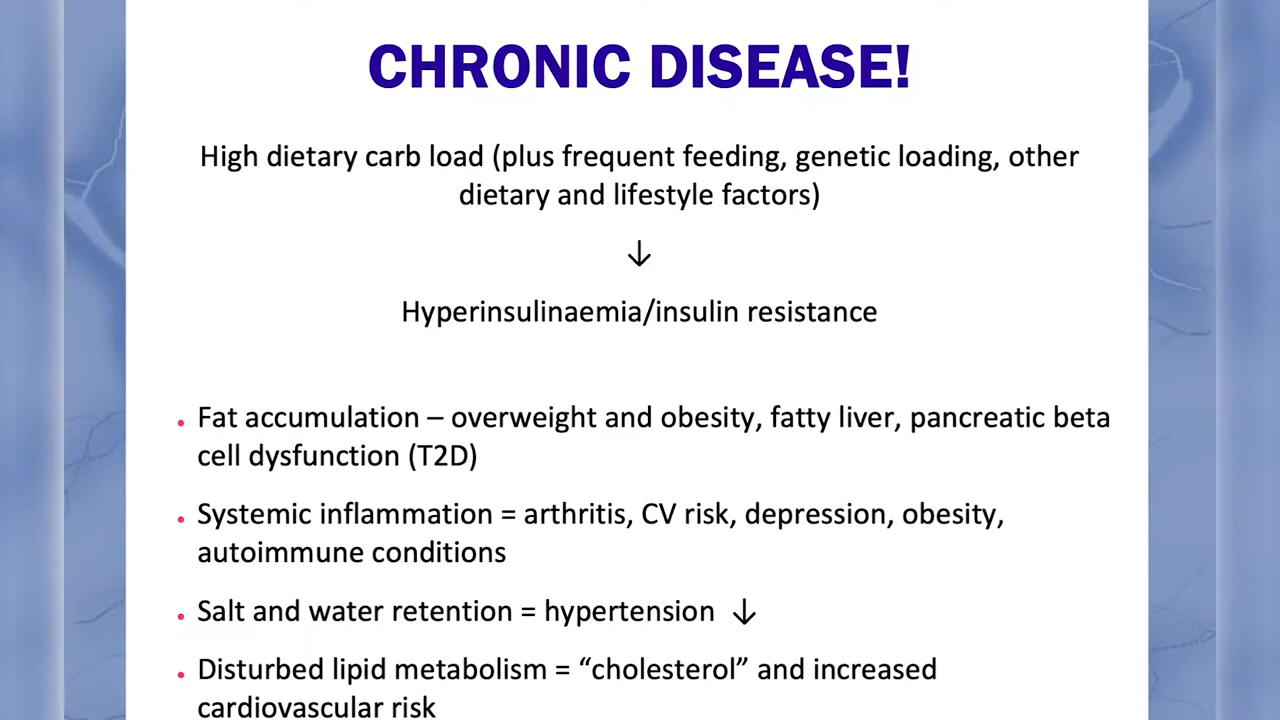 CHRONIC DISEASE!
High dietary carb load (plus frequent feeding, genetic loading, other
dietary and lifestyle factors)
↓
Hyperinsulinaemia/insulin resistance
• Fat accumulation – overweight and obesity, fatty liver, pancreatic beta
cell dysfunction (T2D)
• Systemic inflammation = arthritis, CV risk, depression, obesity,
autoimmune conditions
• Salt and water retention = hypertension ↓
• Disturbed lipid metabolism = “cholesterol” and increased
cardiovascular risk